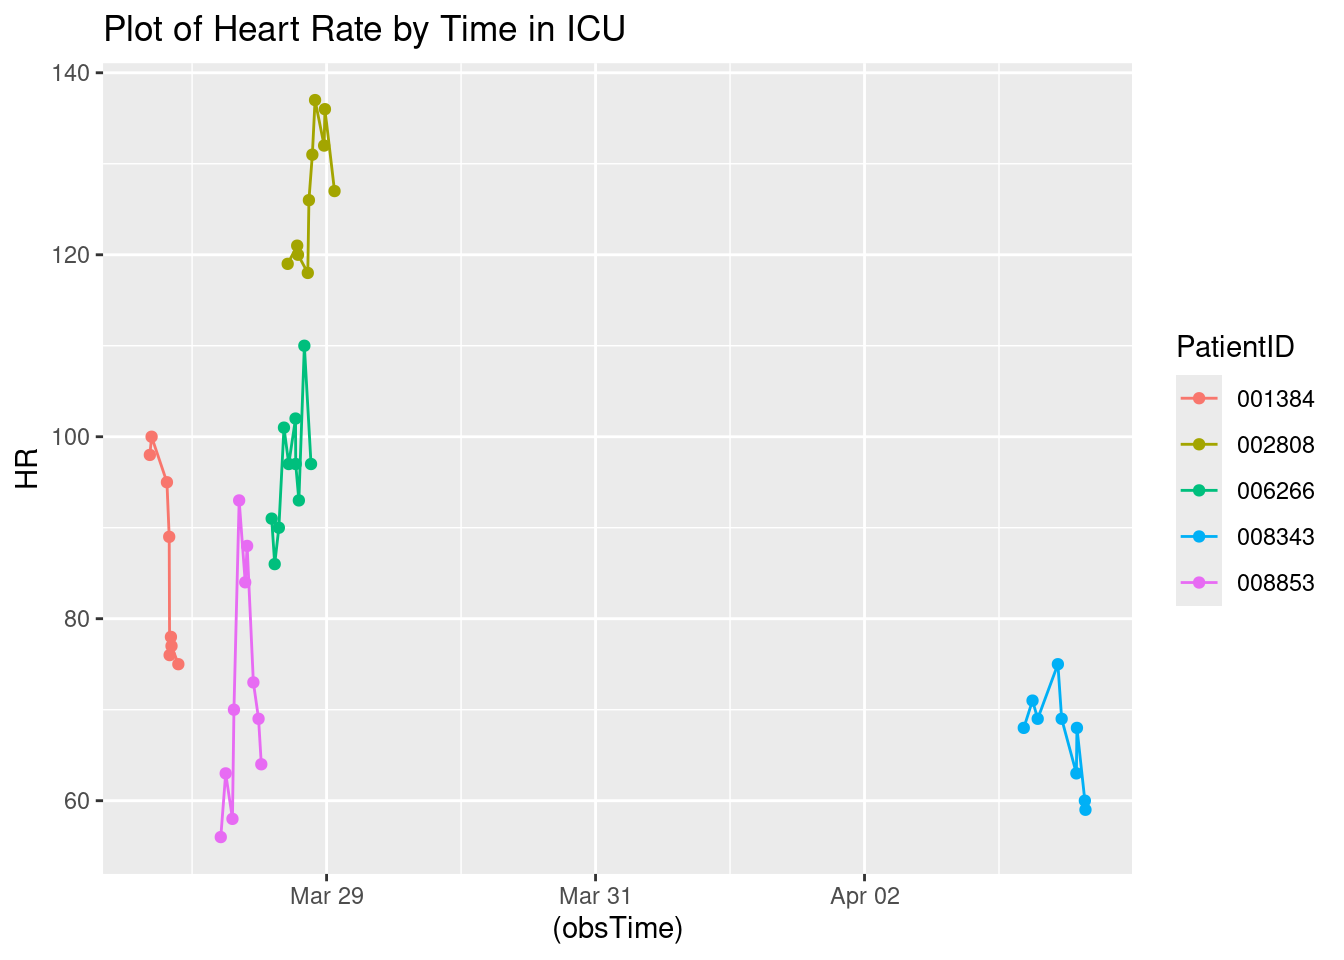 Plot of Heart Rate by Time in ICU
140
120
100
80
60
HR
Mar 29
Mar 31
Apr 02
(obsTime)
PatientID
001384
002808
006266
008343
008853